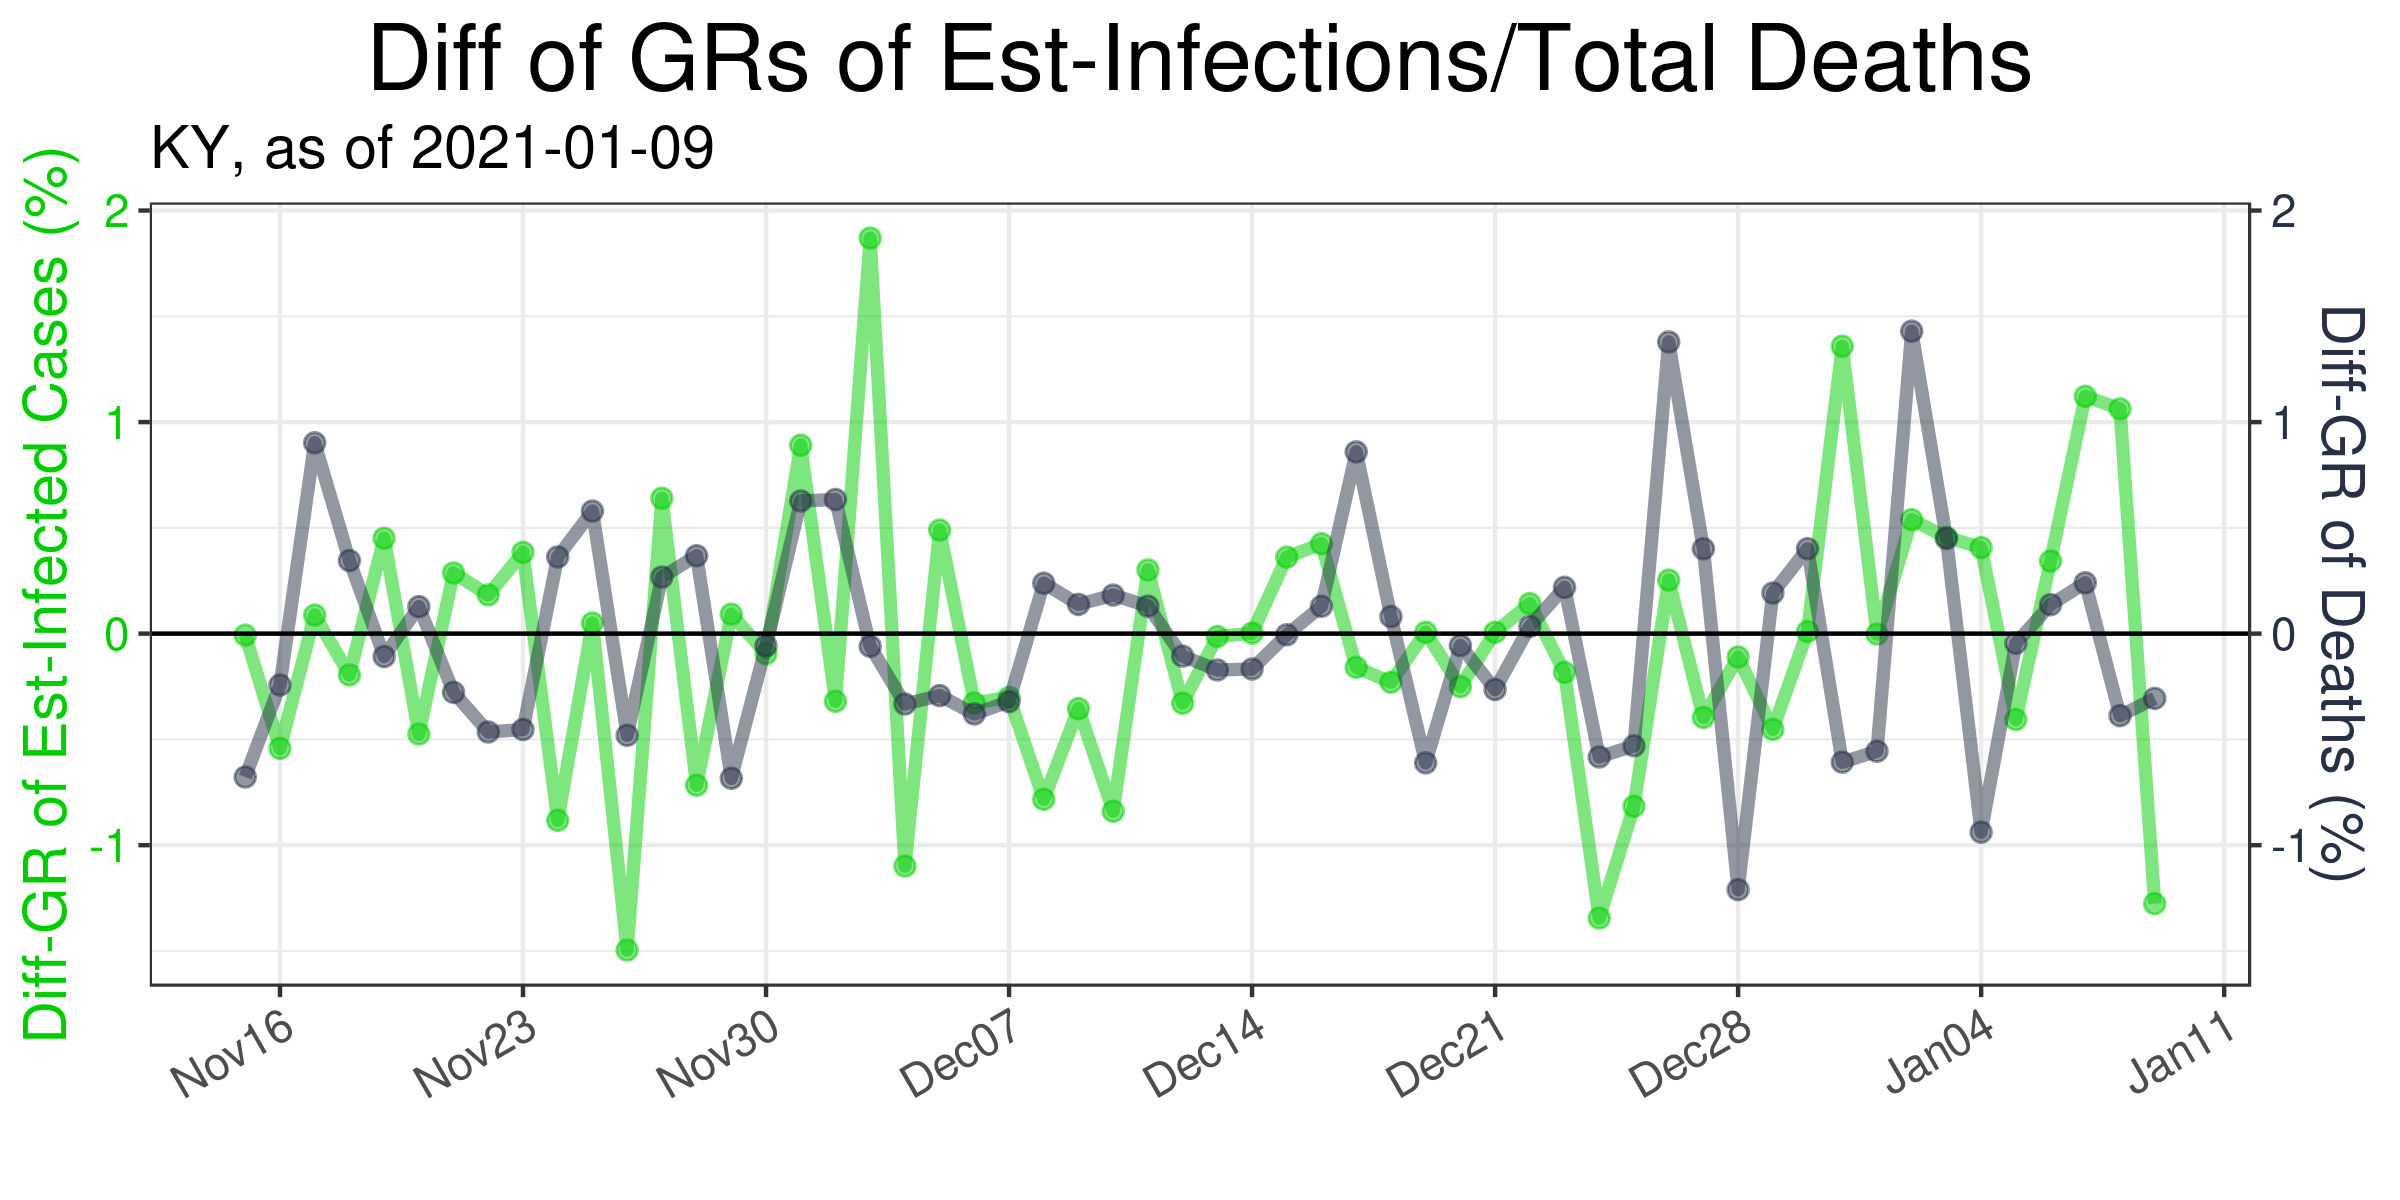 Diff of GRs of Est-Infections/Total Deaths
KY, as of 2021-01-09
Diff-GR of Est-Infected Cases (%)
2
1
0
-1
2
1
0
-1
Diff-GR of Deaths (%)
Nov16
Nov23
Nov30
Dec07
Dec14
Dec21
Dec28
Jan04
Jan11